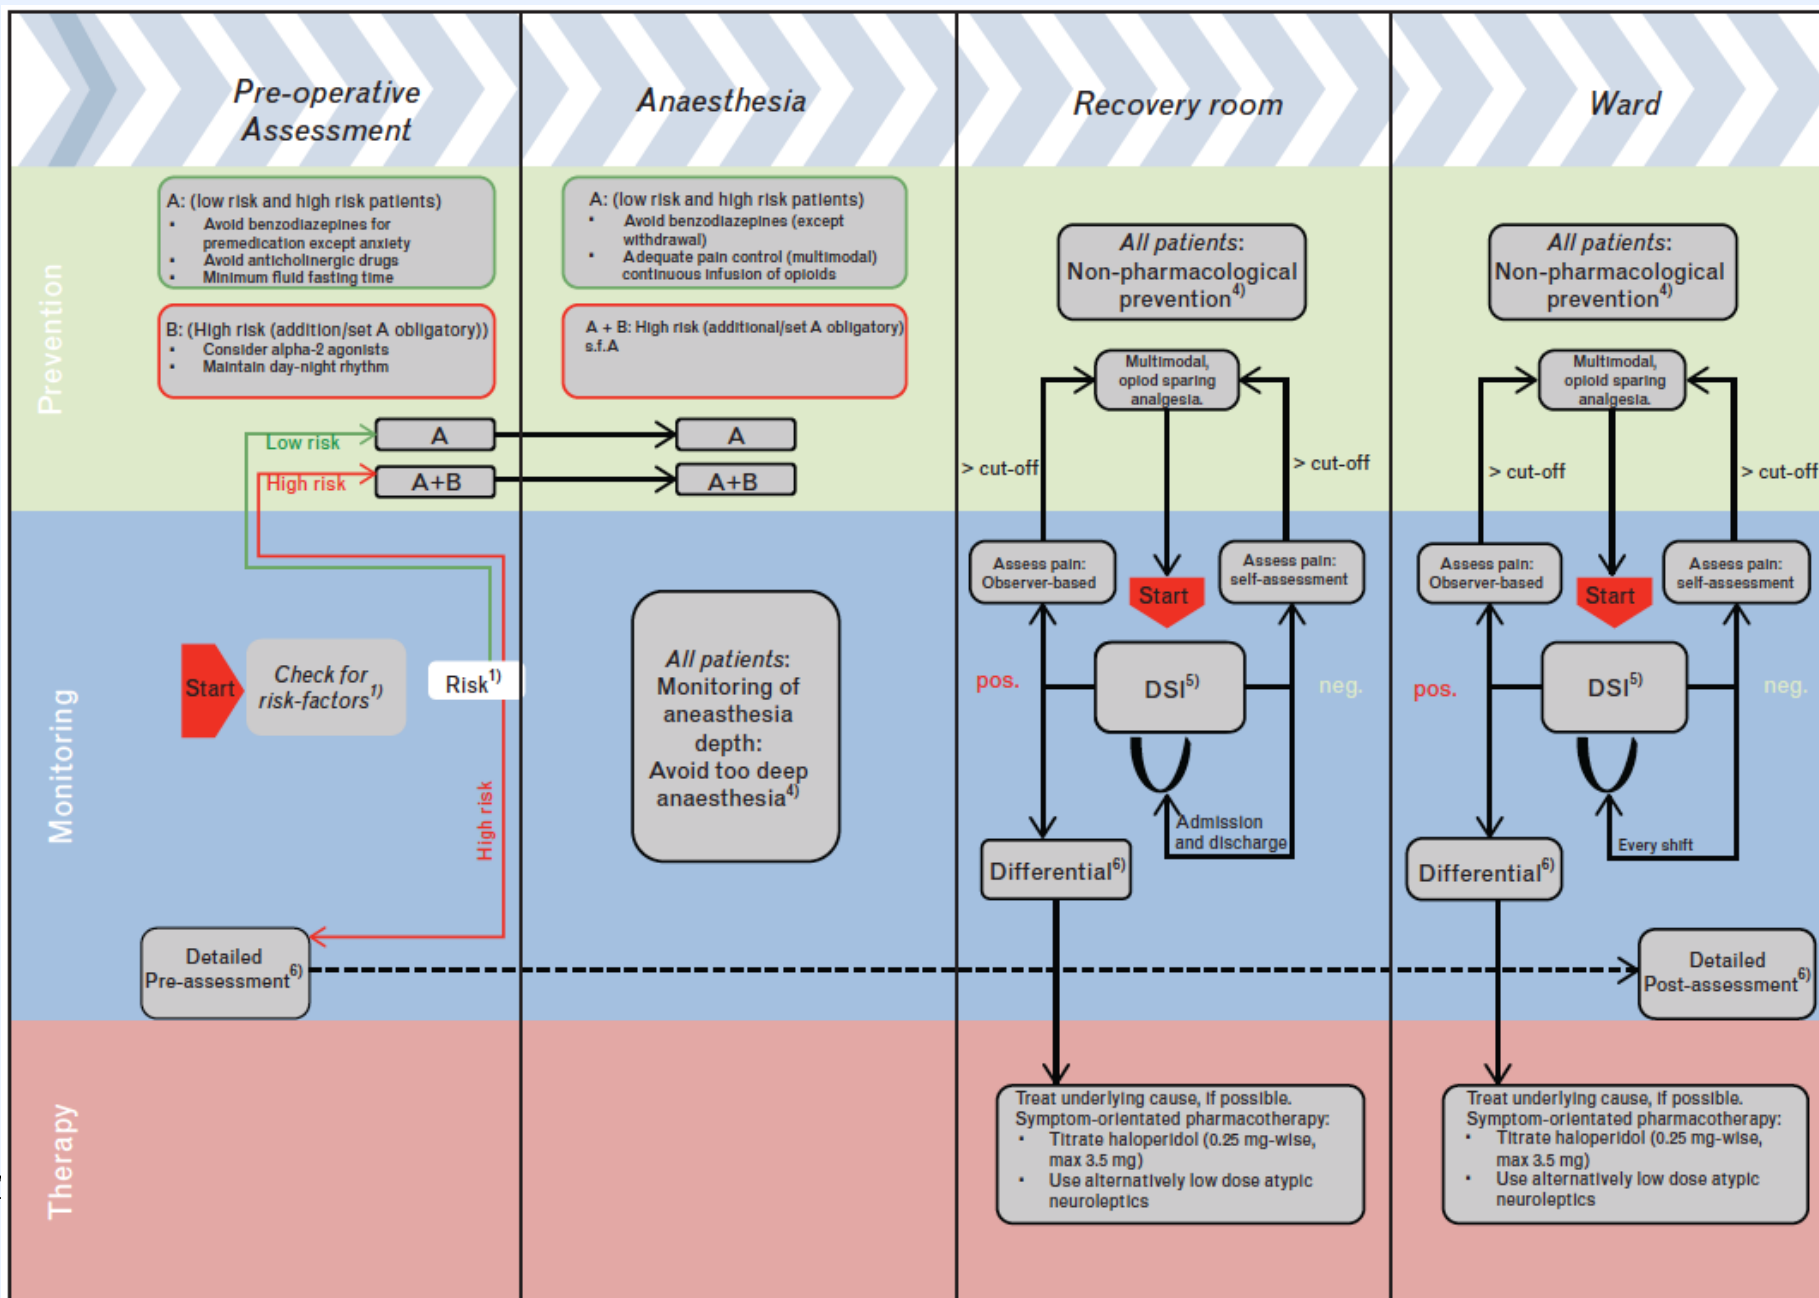 Pre-operative
Assessment
Anaesthesia
Recovery room
Ward
Prevention
A: (low risk and high risk patients)
▪ Avoid benzodiazepines for
premedication except anxiety
▪ Avoid anticholinergic drugs
▪ Minimum fluid fasting time
B: (High risk (addition/set A obligatory))
▪ Consider alpha-2 agonists
▪ Maintain day-night rhythm
Low risk
A
High risk
A+B
A: (low risk and high risk patients)
▪ Avoid benzodiazepines (except
withdrawal)
▪ Adequate pain control (multimodal)
continuous infusion of opioids
A + B: High risk (additional/set A obligatory)
s.f.A
A
A+B
All patients:
Non-pharmacological
prevention4)
Multimodal,
opiod sparing
analgesia.
> cut-off
> cut-off
All patients:
Non-pharmacological
prevention4)
Multimodal,
opioid sparing
analgesia.
> cut-off
> cut-off
Monitoring
Start
Check for
risk-factors1)
Risk1)
High risk
Detailed
Pre-assessment6)
All patients:
Monitoring of
aneasthesia
depth:
Avoid too deep
anaesthesia4)
Assess pain:
Observer-based
Start
Assess pain:
self-assessment
pos.
DSI5)
neg.
Admission
and discharge
Differential6)
Assess pain:
Observer-based
Start
Assess pain:
self-assessment
pos.
DSI5)
neg.
Every shift
Differential6)
Detailed
Post-assessment6)
Therapy
Treat underlying cause, if possible.
Symptom-orientated pharmacotherapy:
▪ Titrate haloperidol (0.25 mg-wise,
max 3.5 mg)
▪ Use alternatively low dose atypic
neuroleptics
Treat underlying cause, if possible.
Symptom-orientated pharmacotherapy:
▪ Titrate haloperidol (0.25 mg-wise,
max 3.5 mg)
▪ Use alternatively low dose atypic
neuroleptics